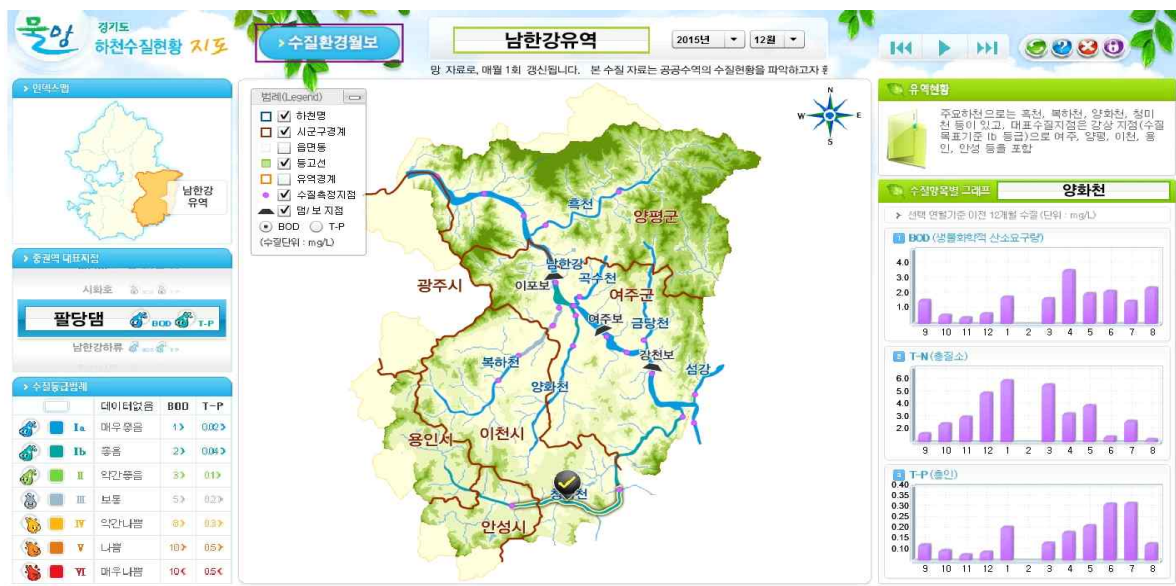 물망
경기도
하천수질현황 지도
> 수질환경월보
남한강유역
2015년
12월
망 자료로, 매월 1회 갱신됩니다. 본 수질 자료는 공공수역의 수질현황을 파악하고자
> 인덱스맵
남한강
유역
> 중권역 대표지점
시화호
팔당댐
BOD
T-P
남한강하류
> 수질등급범례
데이터없음 BOD T-P
Ia 매우좋음 1> 0.02>
Ib 좋음 2> 0.04>
II 약간좋음 3> 0.1>
III 보통 5> 0.2>
IV 약간나쁨 8> 0.3>
V 나쁨 10> 0.5>
VI 매우나쁨 10< 0.5<
범례(Legend)
하천명
시군구경계
읍면동
등고선
유역경계
수질측정지점
댐/보 지점
BOD T-P
(수질단위 : mg/L)
N
W E
S
흑천
양평군
남한강
광주시
이포보
곡수천
여주군
여주보
금당천
강천보
복하천
섬강
양화천
용인시
이천시
안성시
유역현황
주요하천으로는 흑천, 복하천, 양화천, 청미
천 등이 있고, 대표수질지점은 강상 지점(수질
목표기준 Ib 등급)으로 여주, 양평, 이천, 용
인, 안성 등을 포함
수질항목별 그래프
양화천
> 선택 연월기준 이전 12개월 수질 (단위 : mg/L)
1 BOD (생물화학적 산소요구량)
4.0
3.0
2.0
1.0
9 10 11 12 1 2 3 4 5 6 7 8
T-N (총질소)
6.0
5.0
4.0
3.0
2.0
9 10 11 12 1 2 3 4 5 6 7 8
T-P (총인)
0.40
0.35
0.30
0.25
0.20
0.15
0.10
9 10 11 12 1 2 3 4 5 6 7 8